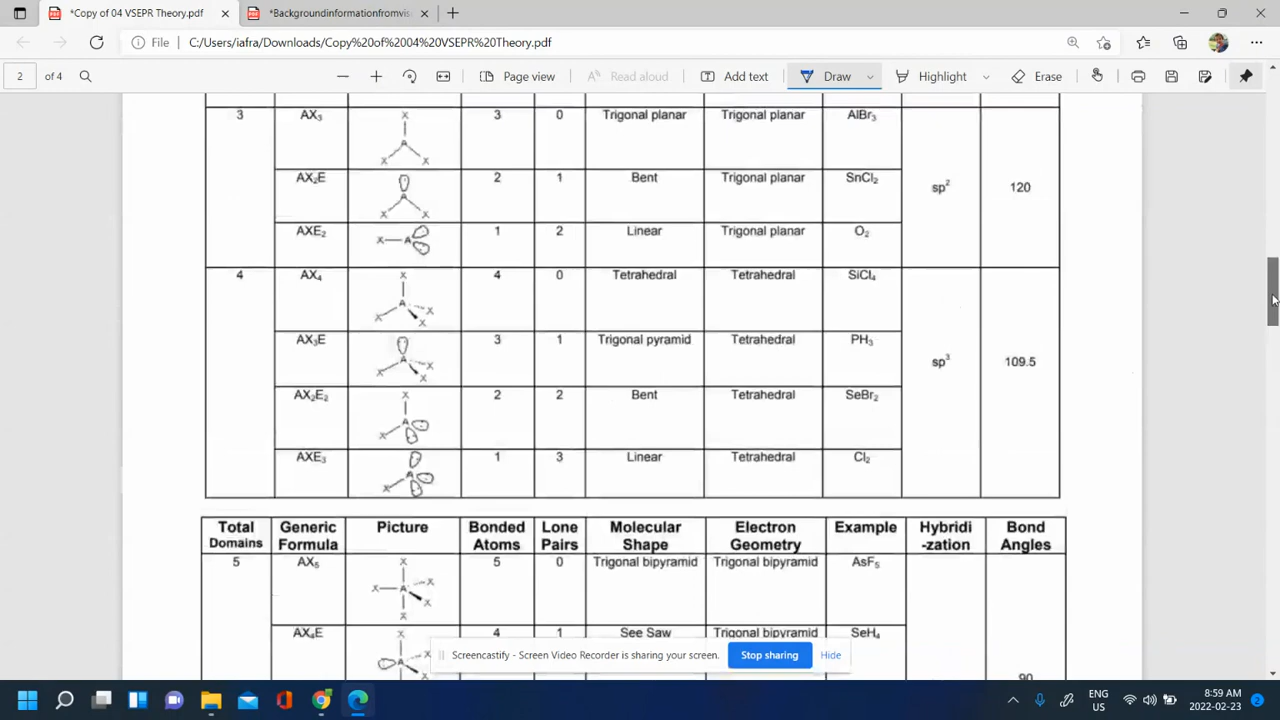 *Copy of 04 VSEPR Theory.pdf
*Backgroundinformationfromvis
File
C:/Users/iafra/Downloads/Copy%20of%2004%20VSEPR%20Theory.pdf
2 of 4
Page view
Read aloud
Add text
Draw
Highlight
Erase
3 AX₃ 3 0 Trigonal planar Trigonal planar AlBr₃
X
A
X X
AX₂E 2 1 Bent Trigonal planar SnCl₂
sp² 120
A
X X
AXE₂ X A 1 2 Linear Trigonal planar O₂
4 AX₄ 4 0 Tetrahedral Tetrahedral SiCl₄
X
A X
X X
AX₃E 3 1 Trigonal pyramid Tetrahedral PH₃
sp³ 109.5
A X
X X
AX₂E₂ 2 2 Bent Tetrahedral SeBr₂
X
A
X
AXE₃ 1 3 Linear Tetrahedral Cl₂
A
X
Total Domains
Generic Formula
Picture
Bonded Atoms
Lone Pairs
Molecular Shape
Electron Geometry
Example
Hybridi -zation
Bond Angles
5 AX₅ 5 0 Trigonal bipyramid Trigonal bipyramid AsF₅
X
X A X
X
X
AX₄E 4 1 See Saw Trigonal bipyramid SeH₄
X
A X
X
90
Screencastify - Screen Video Recorder is sharing your screen.
Stop sharing
Hide
ENG
US
8:59 AM
2022-02-23